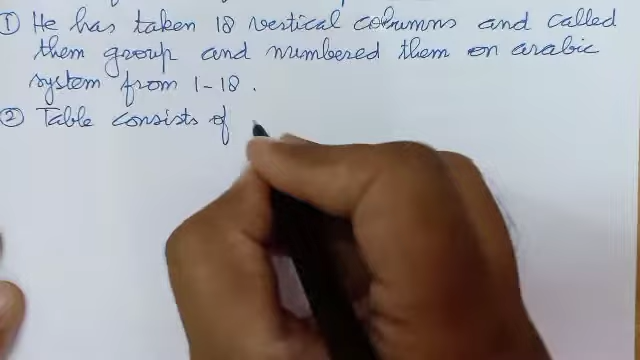 ① He has taken 18 vertical columns and called
them group and numbered them on arabic
system from 1-18.
② Table consists of